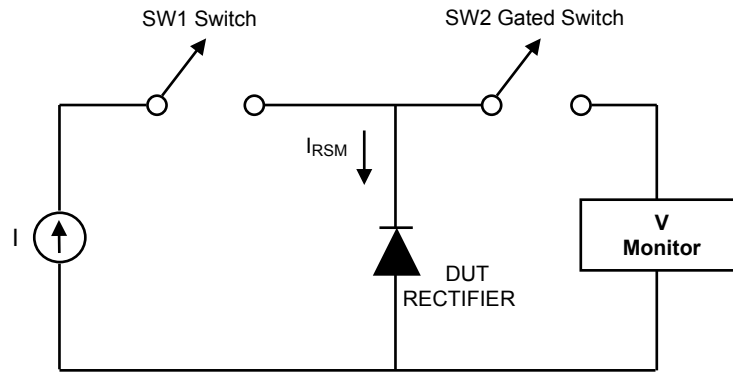 SW1 Switch
SW2 Gated Switch
IRSM
I
V
Monitor
DUT
RECTIFIER